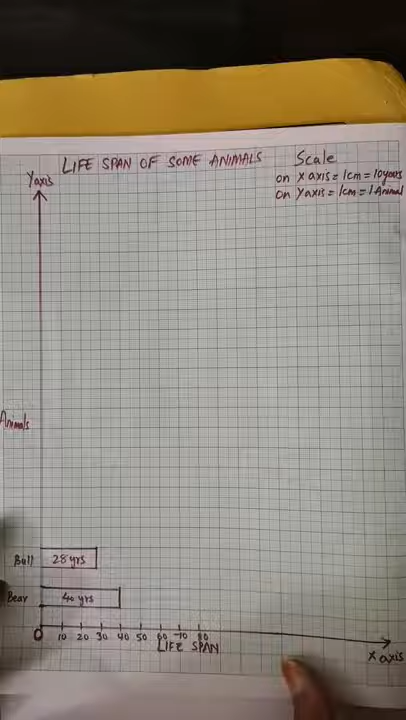 LIFE SPAN OF SOME ANIMALS
Scale
on x axis = 1cm = 10years
on Y axis = 1cm = 1 Animal
Y axis
Animals
Bull 28 yrs
Bear 40 yrs
0 10 20 30 40 50 60 70 80
LIFE SPAN
X axis